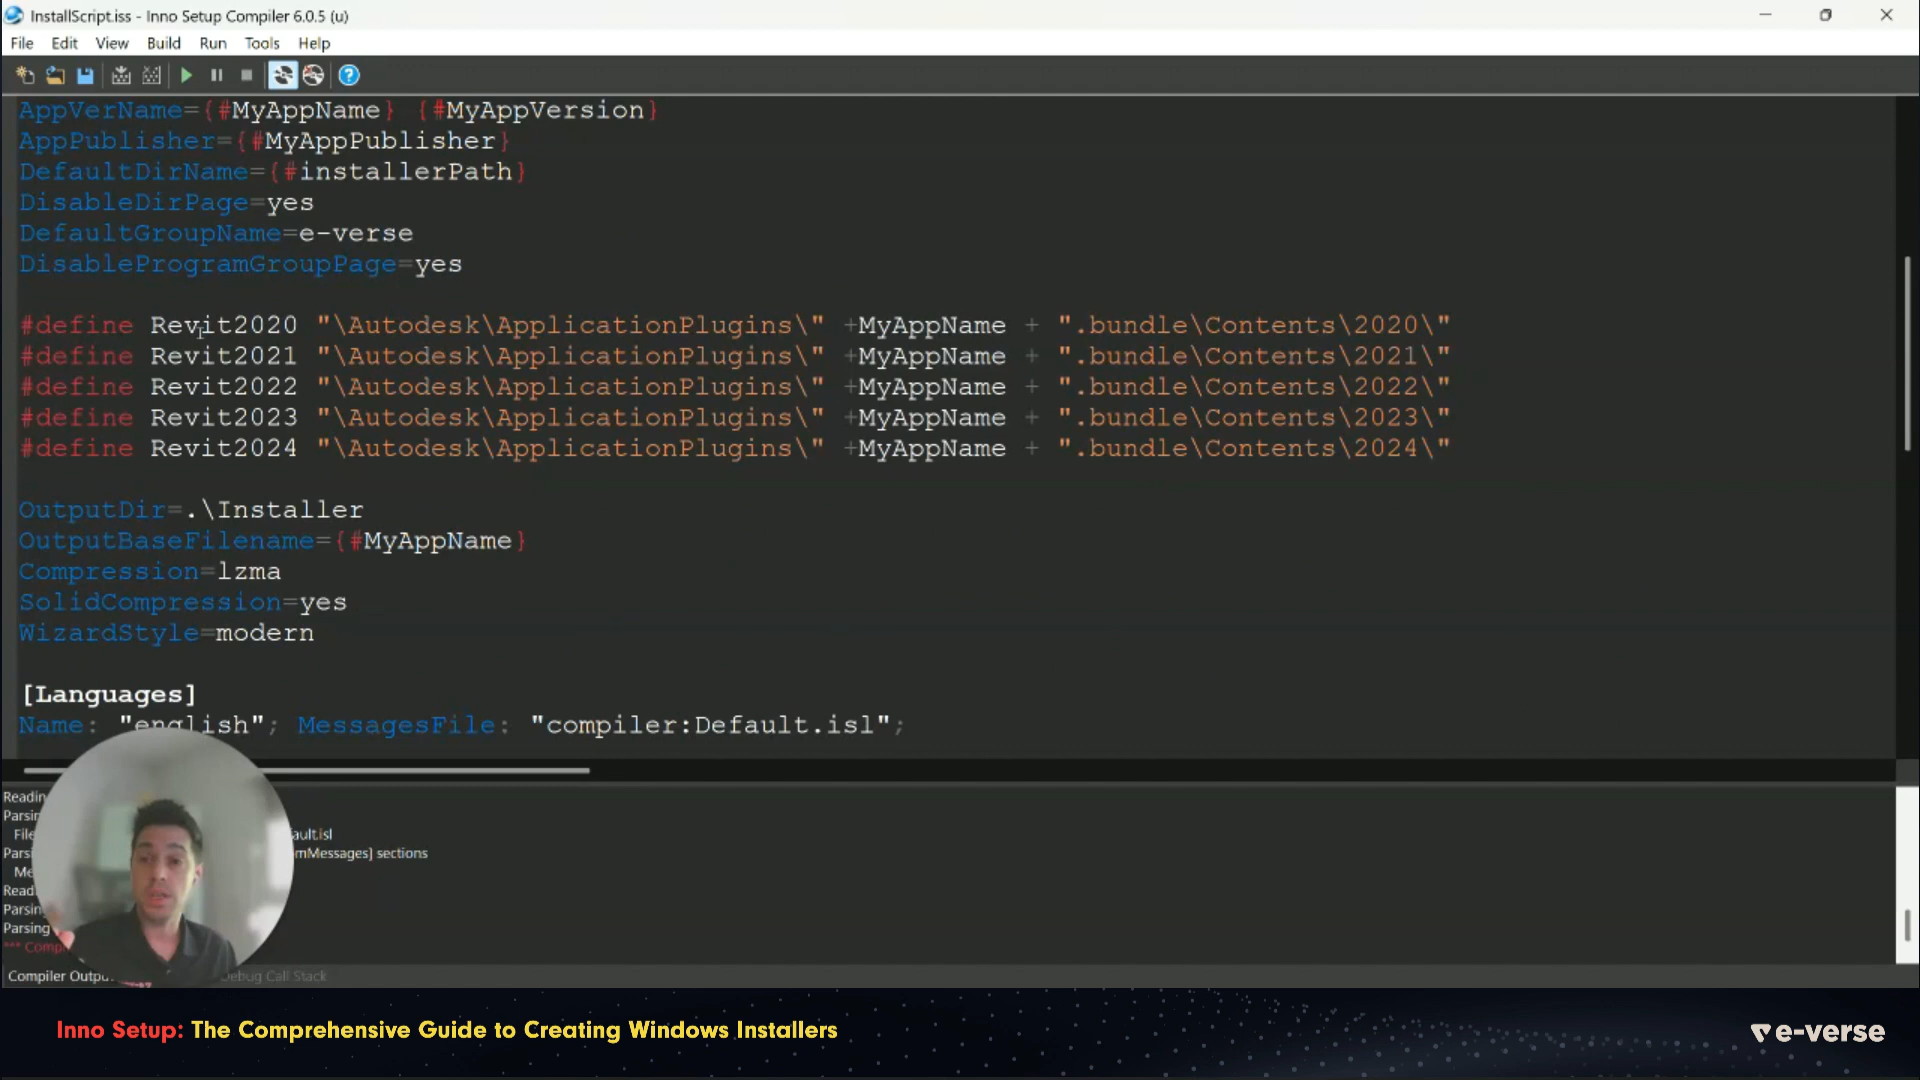 InstallScript.iss - Inno Setup Compiler 6.0.5 (u)
File Edit View Build Run Tools Help
AppVerName={#MyAppName} {#MyAppVersion}
AppPublisher={#MyAppPublisher}
DefaultDirName={#installerPath}
DisableDirPage=yes
DefaultGroupName=e-verse
DisableProgramGroupPage=yes
#define Revit2020 "\Autodesk\ApplicationPlugins\" +MyAppName + ".bundle\Contents\2020\"
#define Revit2021 "\Autodesk\ApplicationPlugins\" +MyAppName + ".bundle\Contents\2021\"
#define Revit2022 "\Autodesk\ApplicationPlugins\" +MyAppName + ".bundle\Contents\2022\"
#define Revit2023 "\Autodesk\ApplicationPlugins\" +MyAppName + ".bundle\Contents\2023\"
#define Revit2024 "\Autodesk\ApplicationPlugins\" +MyAppName + ".bundle\Contents\2024\"
OutputDir=.\Installer
OutputBaseFilename={#MyAppName}
Compression=lzma
SolidCompression=yes
WizardStyle=modern
[Languages]
Name: "english"; MessagesFile: "compiler:Default.isl";
sections
Parsing
Compiler Debug Call Stack
Inno Setup: The Comprehensive Guide to Creating Windows Installers
e-verse